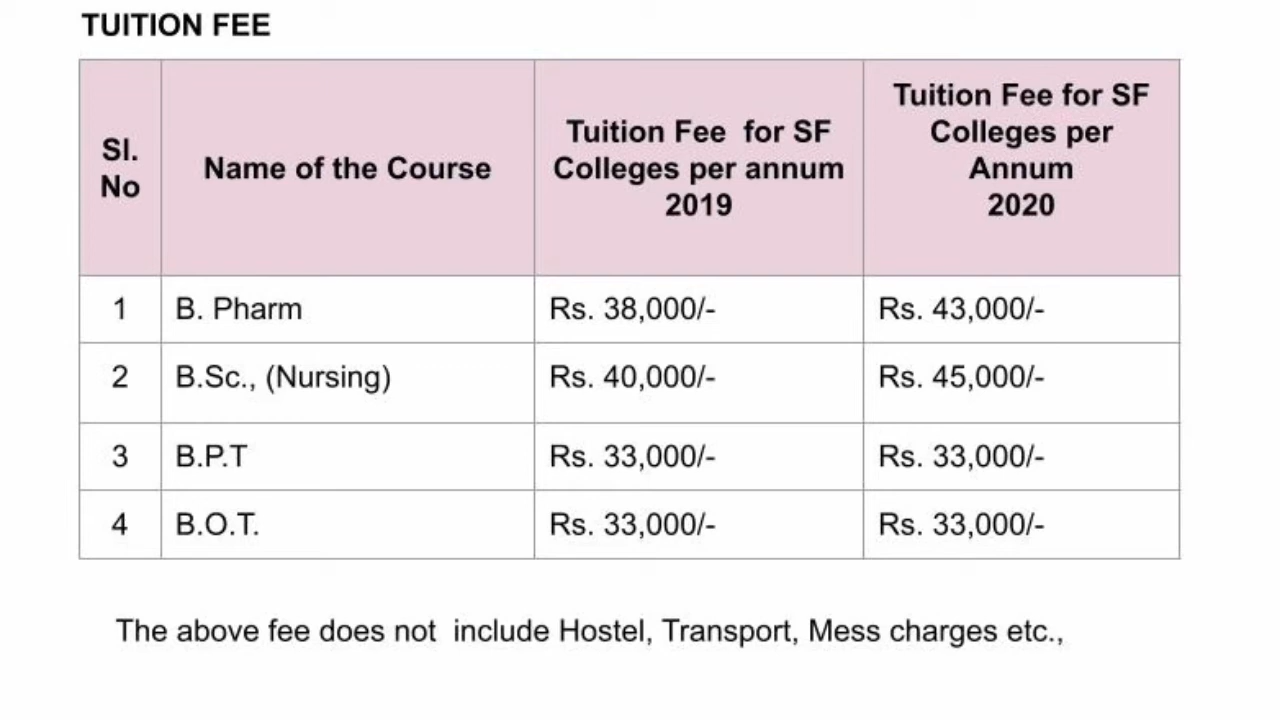 TUITION FEE
Sl.
No
Name of the Course
Tuition Fee for SF
Colleges per annum
2019
Tuition Fee for SF
Colleges per
Annum
2020
1 B. Pharm Rs. 38,000/- Rs. 43,000/-
2 B.Sc., (Nursing) Rs. 40,000/- Rs. 45,000/-
3 B.P.T Rs. 33,000/- Rs. 33,000/-
4 B.O.T. Rs. 33,000/- Rs. 33,000/-
The above fee does not include Hostel, Transport, Mess charges etc.,